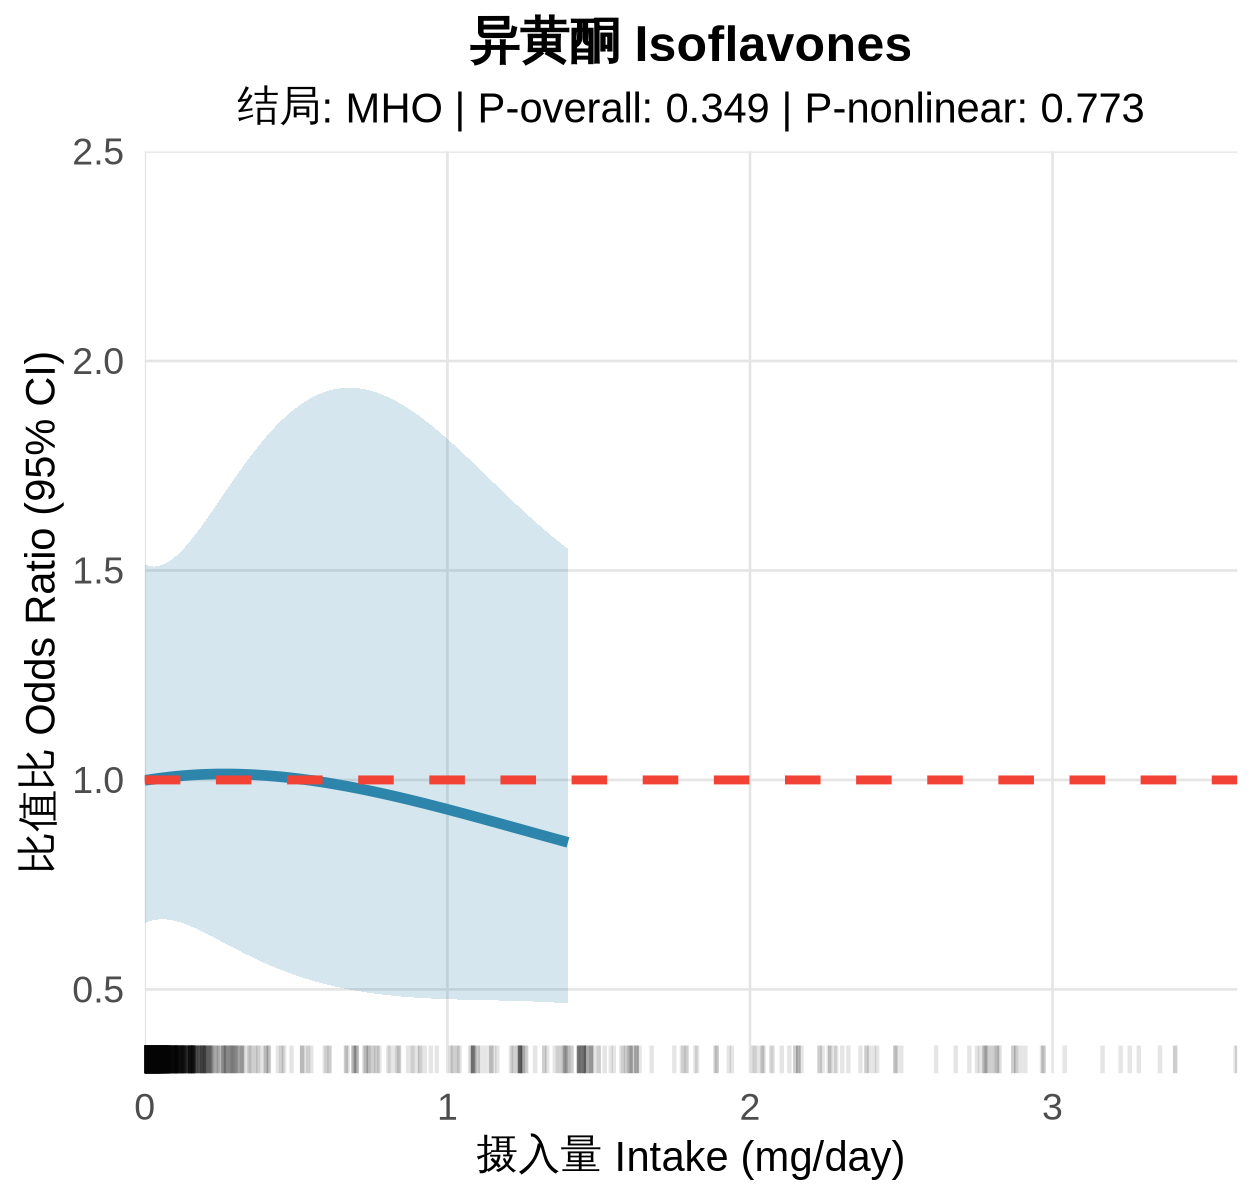 异黄酮 Isoflavones
结局: MHO | P-overall: 0.349 | P-nonlinear: 0.773
比值比 Odds Ratio (95% CI)
2.5
2.0
1.5
1.0
0.5
0 1 2 3
摄入量 Intake (mg/day)